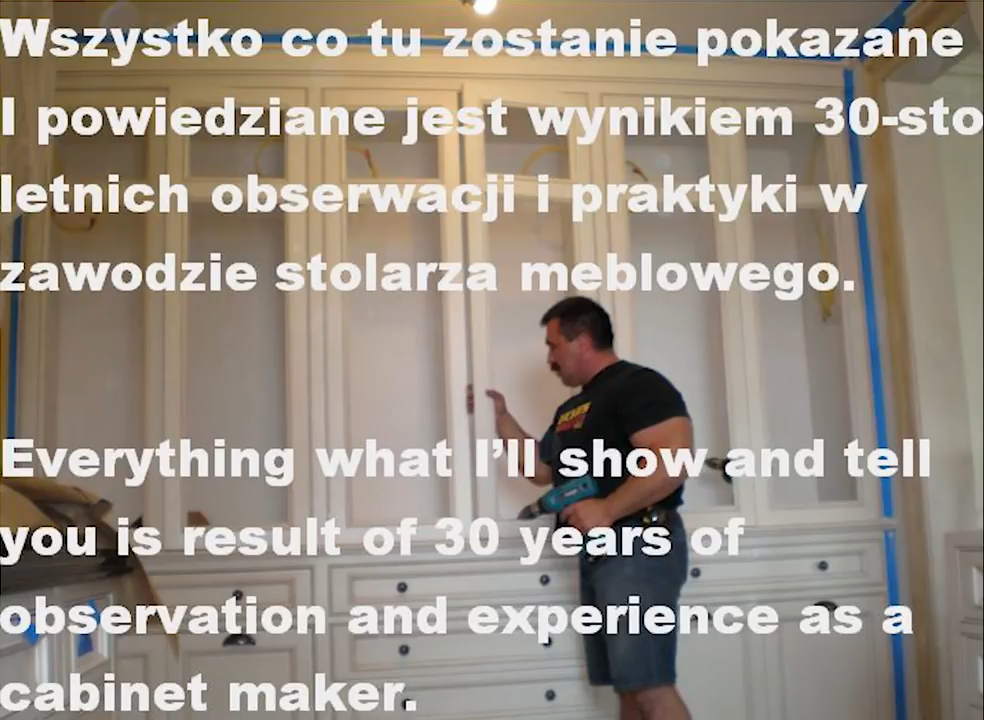 Wszystko co tu zostanie pokazane
I powiedziane jest wynikiem 30-sto
letnich obserwacji i praktyki w
zawodzie stolarza meblowego.
Everything what I’ll show and tell
you is result of 30 years of
observation and experience as a
cabinet maker.